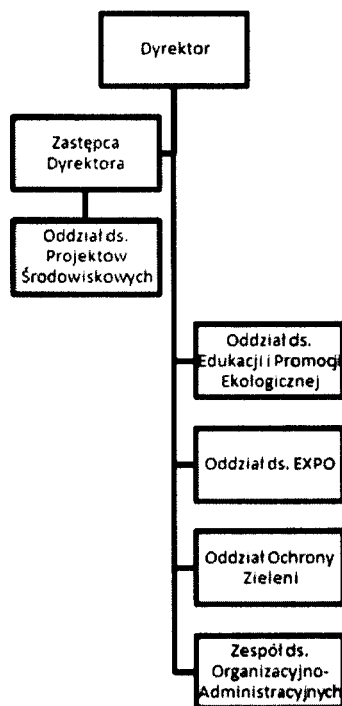 Dyrektor
Zastępca
Dyrektora
Oddział ds.
Projektów
Środowiskowych
Oddział ds.
Edukacji i Promocji
Ekologicznej
Oddział ds. EXPO
Oddział Ochrony
Zieleni
Zespół ds.
Organizacyjno-
Administracyjnych